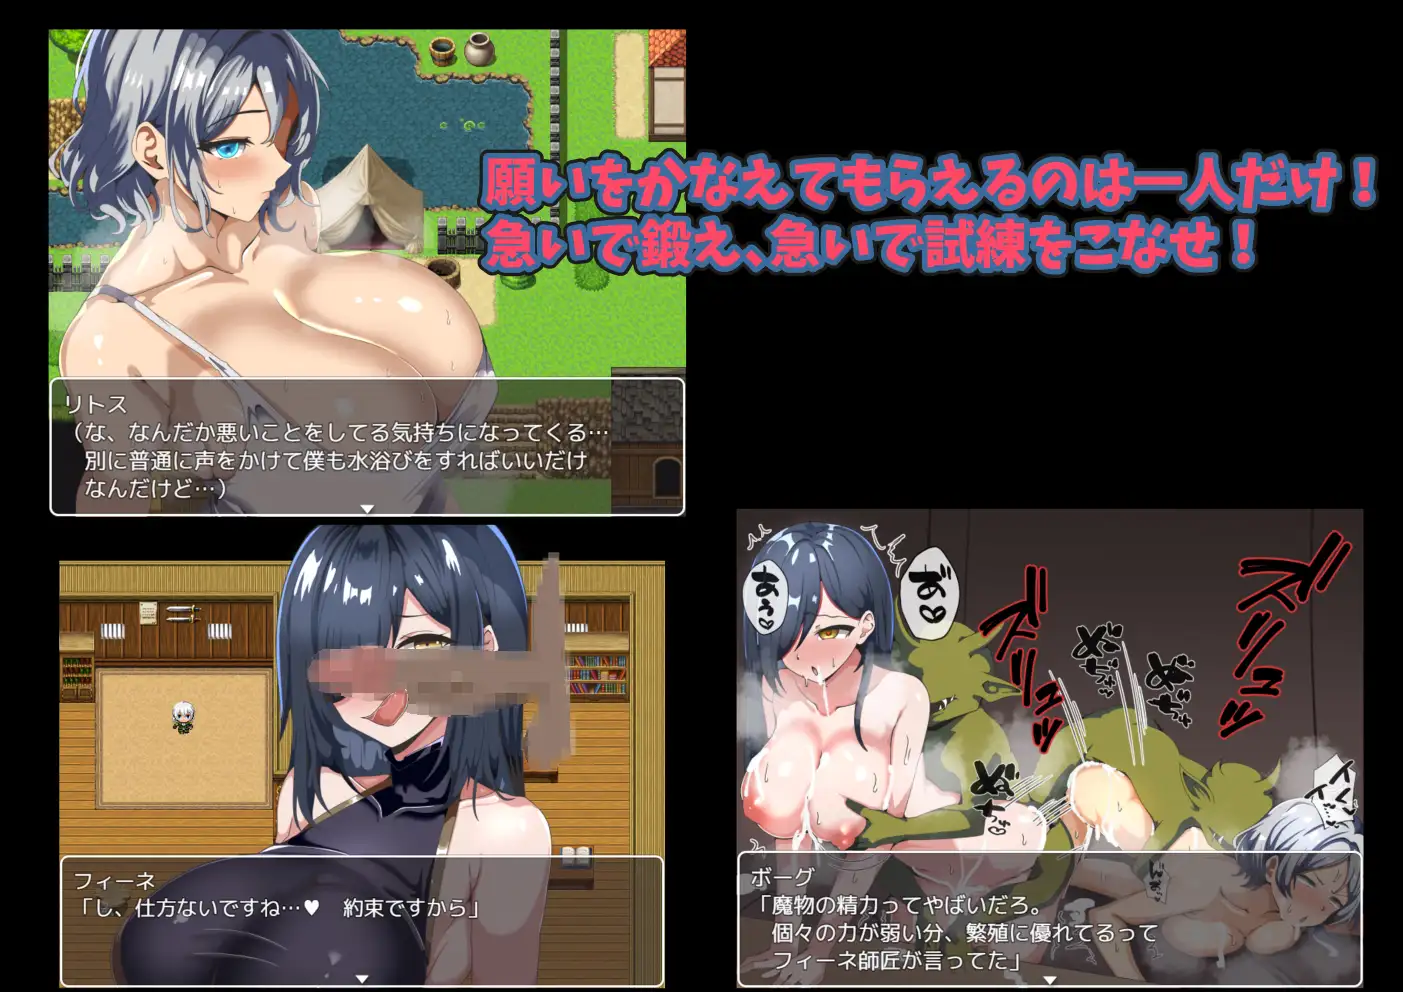 願いをかなえてもらえるのは一人だけ！
急いで鍛え、急いで試練をこなせ！
リトス
（な、なんだか悪いことをしてる気持ちになってくる…
別に普通に声をかけて僕も水浴びをすればいいだけ
なんだけど…）
フィーネ
「し、仕方ないですね…♥　約束ですから」
あぅ♡
お♡
ズリュッ
ズリュッ
ぬちゅ
ぬぢゅ
ぬちゅ♡
イく…
ボーグ
「魔物の精力ってやばいだろ。
個々の力が弱い分、繁殖に優れてるって
フィーネ師匠が言ってた」